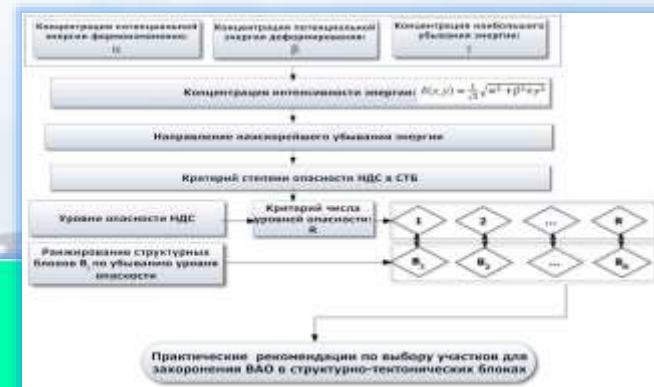 Концентрация потенциальной
энергии формоизменения:
α
Концентрация потенциальной
энергии деформирования:
β
Концентрация наибольшего
убывания энергии:
γ
Концентрация интенсивности энергии:
Направление наискорейшего убывания энергии
Критерий степени опасности НДС в СТБ
Уровни опасности НДС
Критерий числа
уровней опасности:
R
1 2 ... R
Ранжирование структурных
блоков B по убыванию уровня
опасности
B1 B2 ... BR
Практические рекомендации по выбору участков для
захоронения ВАО в структурно-тектонических блоках